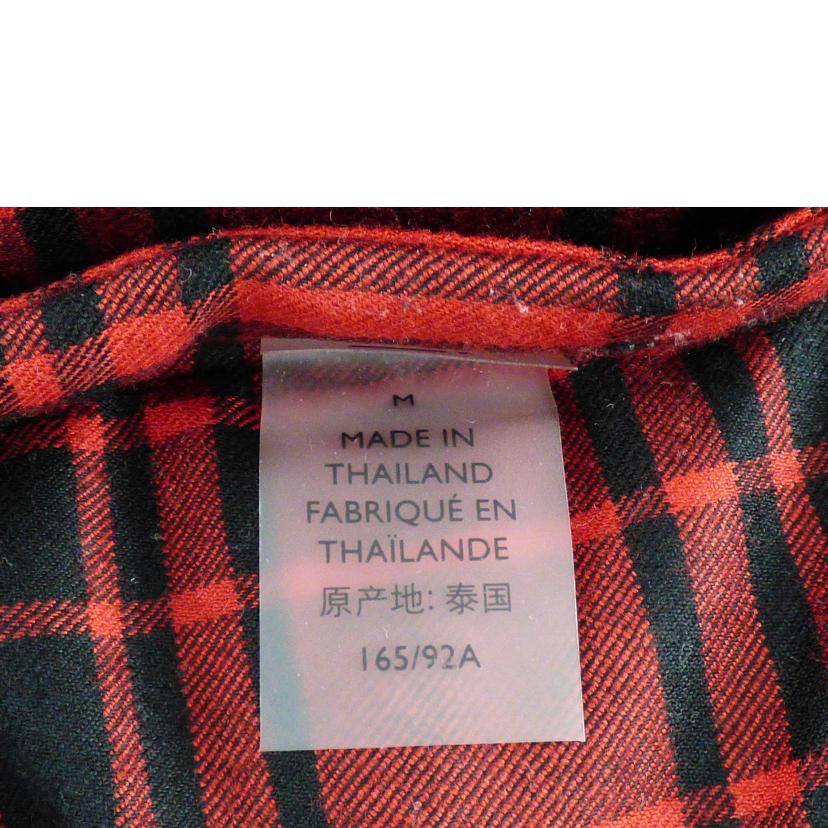 M
MADE IN
THAILAND
FABRIQUÉ EN
THAÏLANDE
原产地: 泰国
165/92A